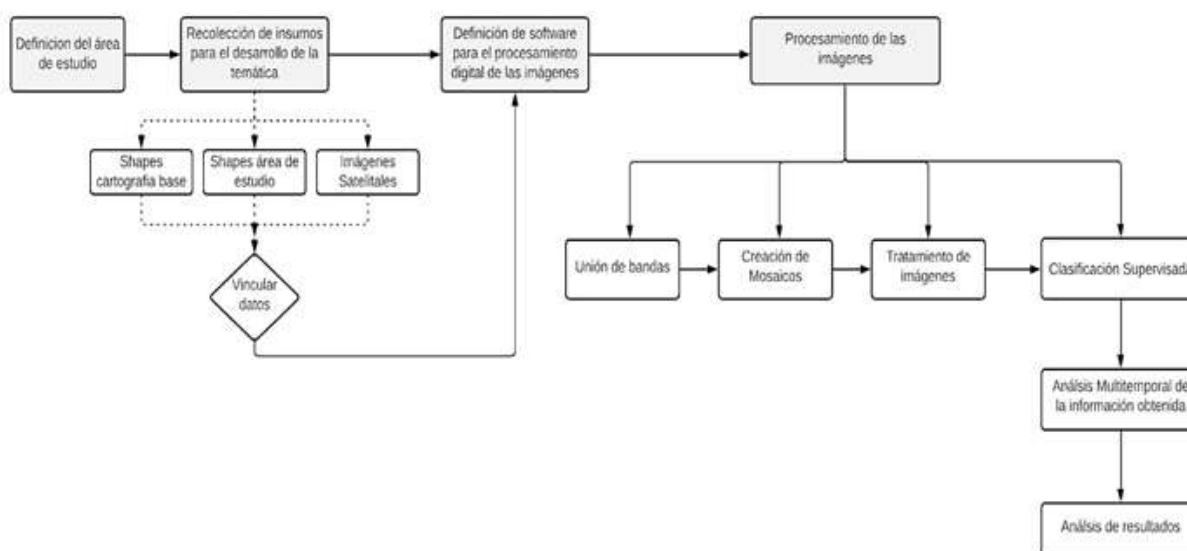 Definicion del área
de estudio
Recolección de insumos
para el desarrollo de la
temática
Definición de software
para el procesamiento
digital de las imágenes
Procesamiento de las
imágenes
Shapes
cartografia base
Shapes área de
estudio
Imágenes
Satelitales
Vincular
datos
Unión de bandas
Creación de
Mosaicos
Tratamiento de
imágenes
Clasificación Supervisada
Análsis Multitemporal de
la información obtenida
Análsis de resultados